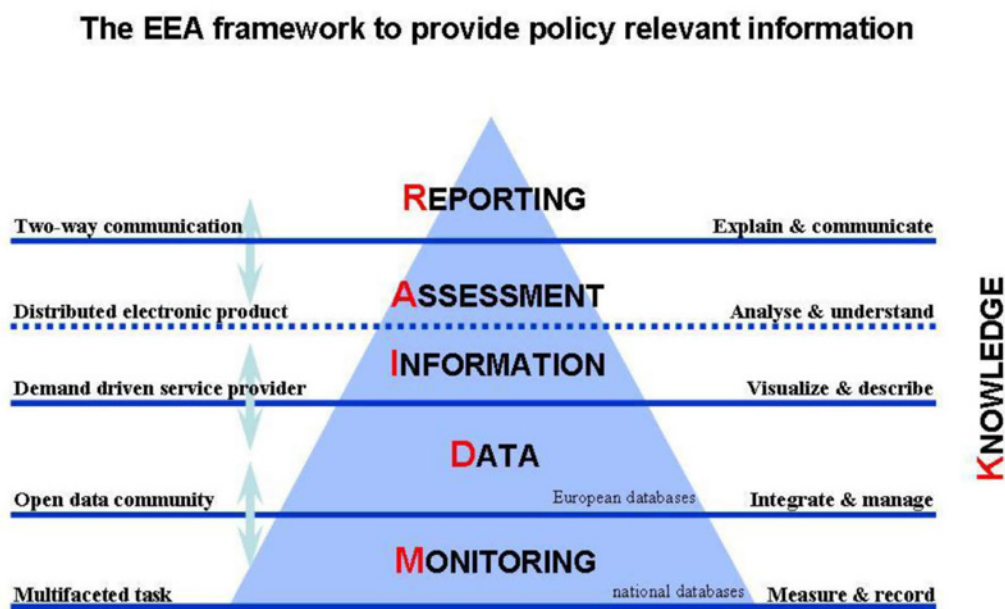 The EEA framework to provide policy relevant information
REPORTING
Two-way communication
Explain & communicate
ASSESSMENT
Distributed electronic product
Analyse & understand
INFORMATION
Demand driven service provider
Visualize & describe
DATA
Open data community
European databases
Integrate & manage
MONITORING
Multifaceted task
national databases
Measure & record
KNOWLEDGE